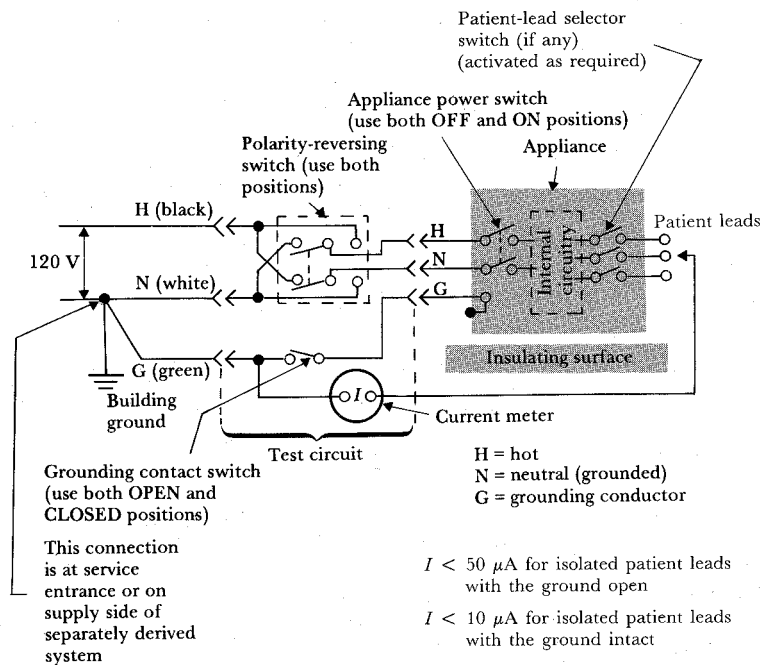 Patient-lead selector
switch (if any)
(activated as required)
Appliance power switch
(use both OFF and ON positions)
Appliance
Polarity-reversing
switch (use both
positions)
H (black)
H
Patient leads
120 V
N
Internal
circuitry
N (white)
G
G (green)
Insulating surface
Building
ground
I
Current meter
Test circuit
H = hot
N = neutral (grounded)
G = grounding conductor
Grounding contact switch
(use both OPEN and
CLOSED positions)
This connection
is at service
entrance or on
supply side of
separately derived
system
I < 50 μA for isolated patient leads
with the ground open
I < 10 μA for isolated patient leads
with the ground intact